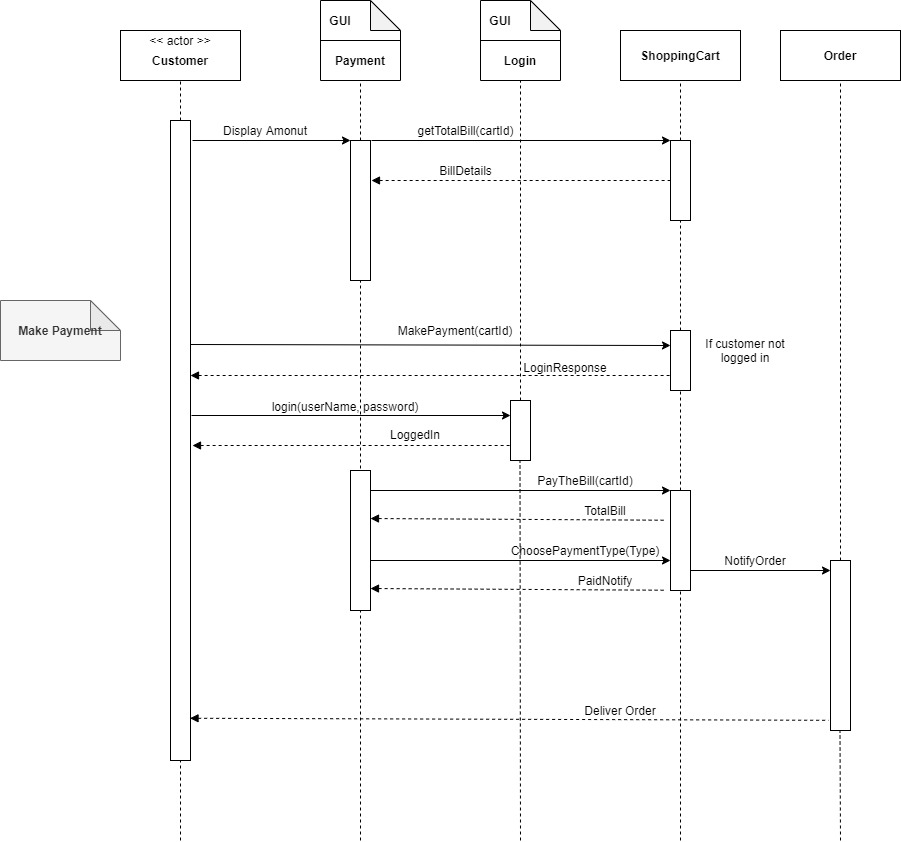 GUI
GUI
<< actor >>
Customer
Payment
Login
ShoppingCart
Order
Display Amonut
getTotalBill(cartId)
BillDetails
Make Payment
MakePayment(cartId)
If customer not
logged in
LoginResponse
login(userName, password)
LoggedIn
PayTheBill(cartId)
TotalBill
ChoosePaymentType(Type)
NotifyOrder
PaidNotify
Deliver Order